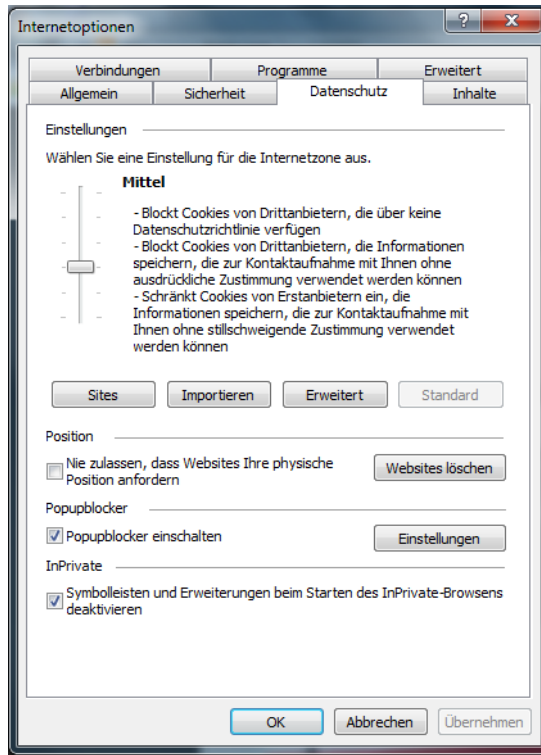 Internetoptionen
?
X
Verbindungen
Programme
Erweitert
Allgemein
Sicherheit
Datenschutz
Inhalte
Einstellungen
Wählen Sie eine Einstellung für die Internetzone aus.
Mittel
- Blockt Cookies von Drittanbietern, die über keine
Datenschutzrichtlinie verfügen
- Blockt Cookies von Drittanbietern, die Informationen
speichern, die zur Kontaktaufnahme mit Ihnen ohne
ausdrückliche Zustimmung verwendet werden können
- Schränkt Cookies von Erstanbietern ein, die
Informationen speichern, die zur Kontaktaufnahme mit
Ihnen ohne stillschweigende Zustimmung verwendet
werden können
Sites
Importieren
Erweitert
Standard
Position
Nie zulassen, dass Websites Ihre physische
Position anfordern
Websites löschen
Popupblocker
Popupblocker einschalten
Einstellungen
InPrivate
Symbolleisten und Erweiterungen beim Starten des InPrivate-Browsens
deaktivieren
OK
Abbrechen
Übernehmen